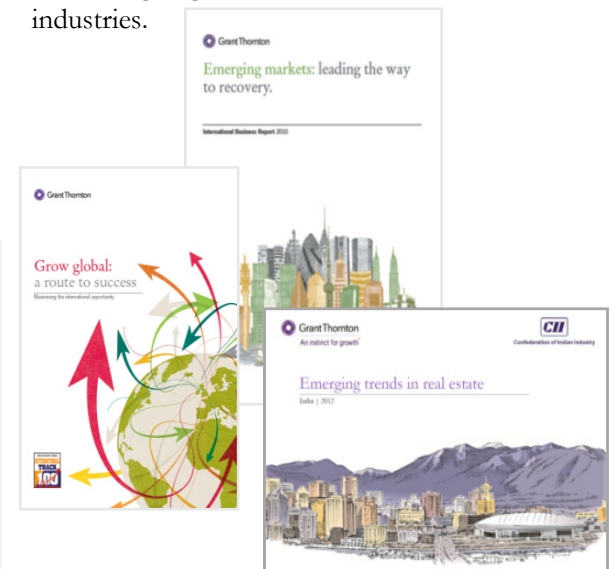 industries.
Grant Thornton
Emerging markets: leading the way
to recovery.
International Business Report 2010
Grant Thornton
Grow global:
a route to success
Maximising the international opportunity
TRACK
100
Grant Thornton
An instinct for growth
CII
Confederation of Indian Industry
Emerging trends in real estate
India | 2012